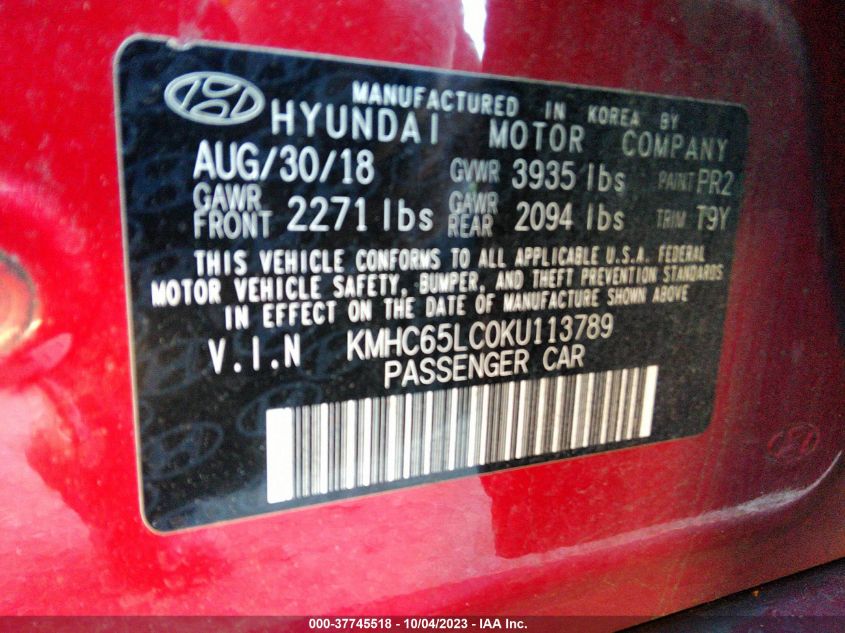 MANUFACTURED IN KOREA BY
HYUNDAI MOTOR COMPANY
AUG/30/18 GVWR 3935 lbs PAINT PR2
GAWR FRONT 2271 lbs GAWR REAR 2094 lbs TRIM T9Y
THIS VEHICLE CONFORMS TO ALL APPLICABLE U.S.A. FEDERAL
MOTOR VEHICLE SAFETY, BUMPER, AND THEFT PREVENTION STANDARDS
IN EFFECT ON THE DATE OF MANUFACTURE SHOWN ABOVE
V.I.N KMHC65LC0KU113789
PASSENGER CAR
000-37745518 - 10/04/2023 - IAA Inc.